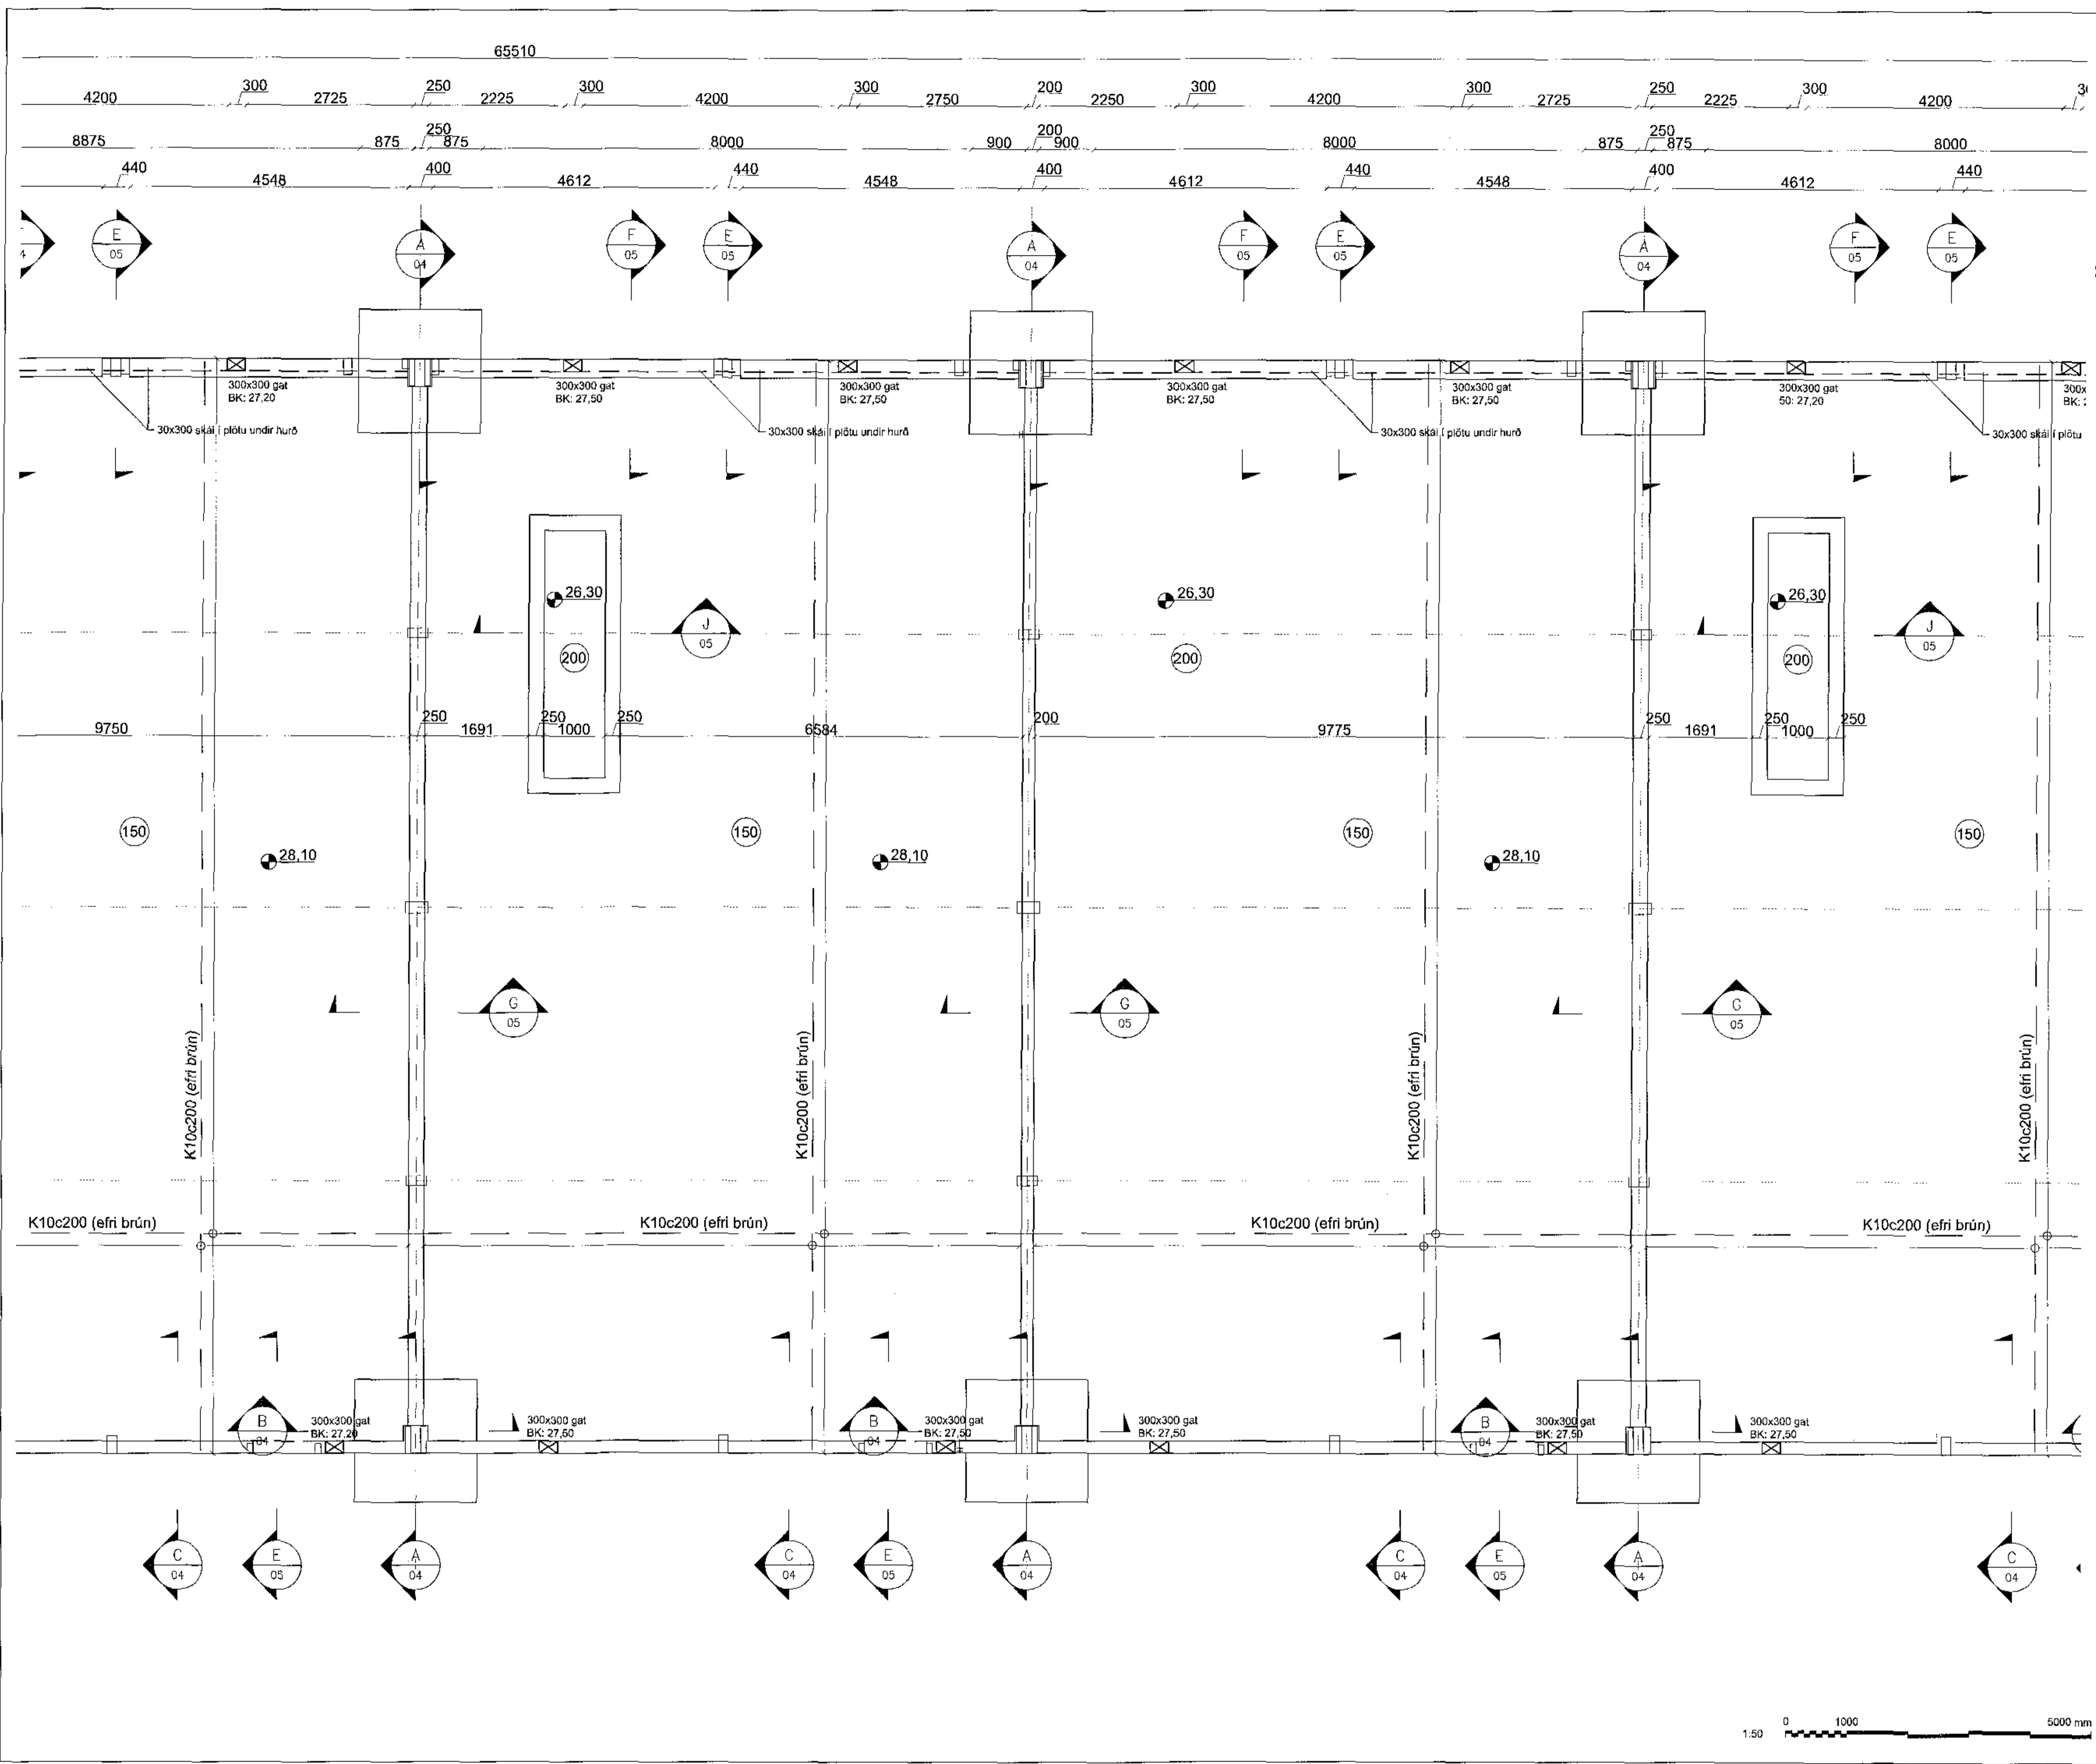 65510
4200 300 2725 250 2225 300 4200 300 2750 200 2250 300 4200 300 2725 250 2225 300 4200
8875 875 250 875 8000 900 200 900 8000 875 250 875 8000
440 4548 400 4612 440 4548 400 4612 440 4548 400 4612 440
E A F E A F E A F E
05 04 05 05 04 05 05 04 05 05
300x300 gat 300x300 gat 300x300 gat 300x300 gat 300x300 gat 300x300 gat
BK: 27,20 BK: 27,50 BK: 27,50 BK: 27,50 BK: 27,50 50: 27,20
30x300 skái í plötu undir hurð 30x300 skái í plötu undir hurð 30x300 skái í plötu undir hurð 30x300 skái í plötu
26,30 26,30 26,30
J J
05 05
200 200 200
9750 250 1691 250 1000 250 6584 200 9775 250 1691 250 1000 250
150 150 150 150
28,10 28,10 28,10
G G G
05 05 05
K10c200 (efri brún) K10c200 (efri brún) K10c200 (efri brún) K10c200 (efri brún)
K10c200 (efri brún) K10c200 (efri brún) K10c200 (efri brún) K10c200 (efri brún)
B 300x300 gat 300x300 gat B 300x300 gat 300x300 gat B 300x300 gat 300x300 gat
04 BK: 27,20 BK: 27,50 04 BK: 27,50 BK: 27,50 04 BK: 27,50 BK: 27,50
C E A C E A C E A C
04 05 04 04 05 04 04 05 04 04
1:50 0 1000 5000 mm